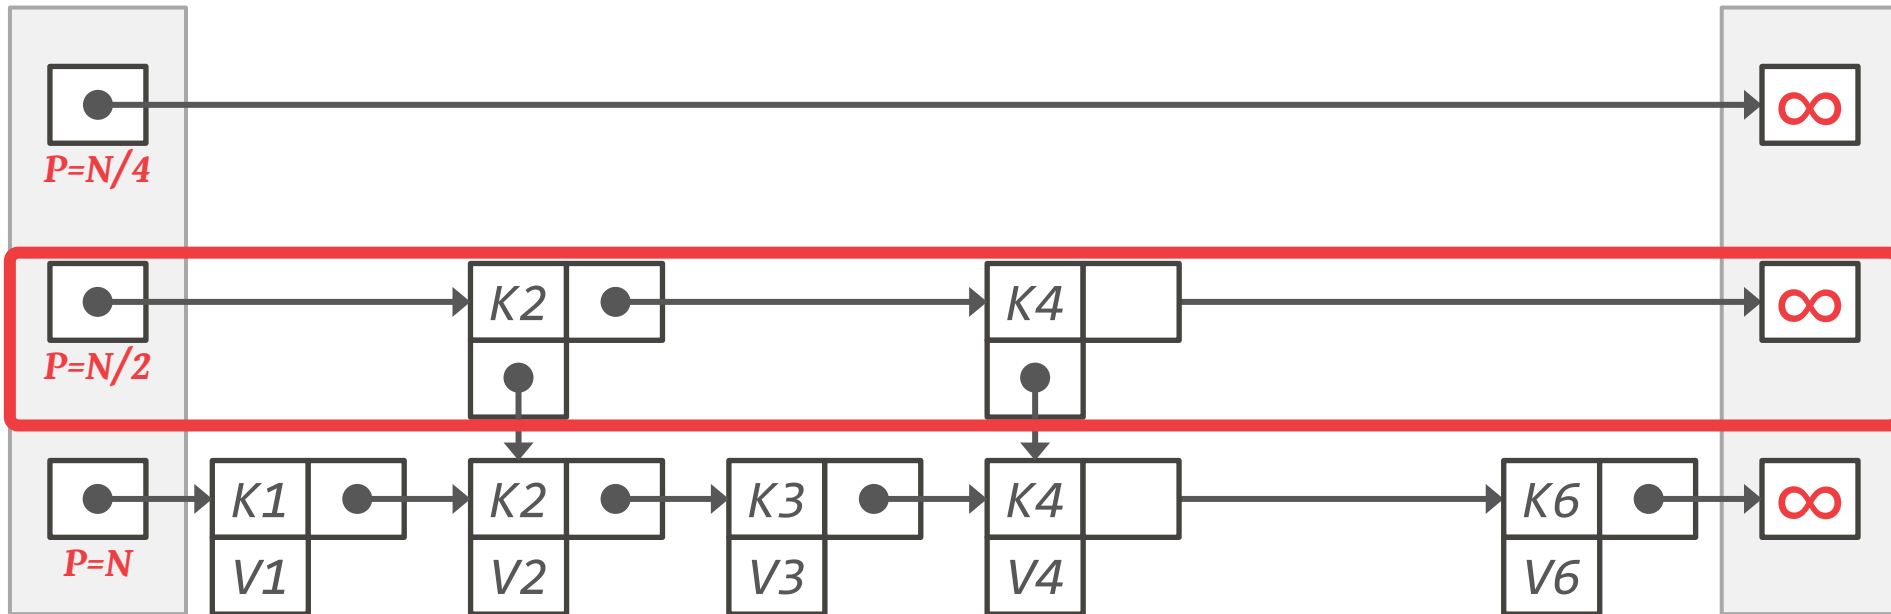 ∞
P=N/4
K2 K4 ∞
P=N/2
K1 K2 K3 K4 K6 ∞
P=N
V1 V2 V3 V4 V6